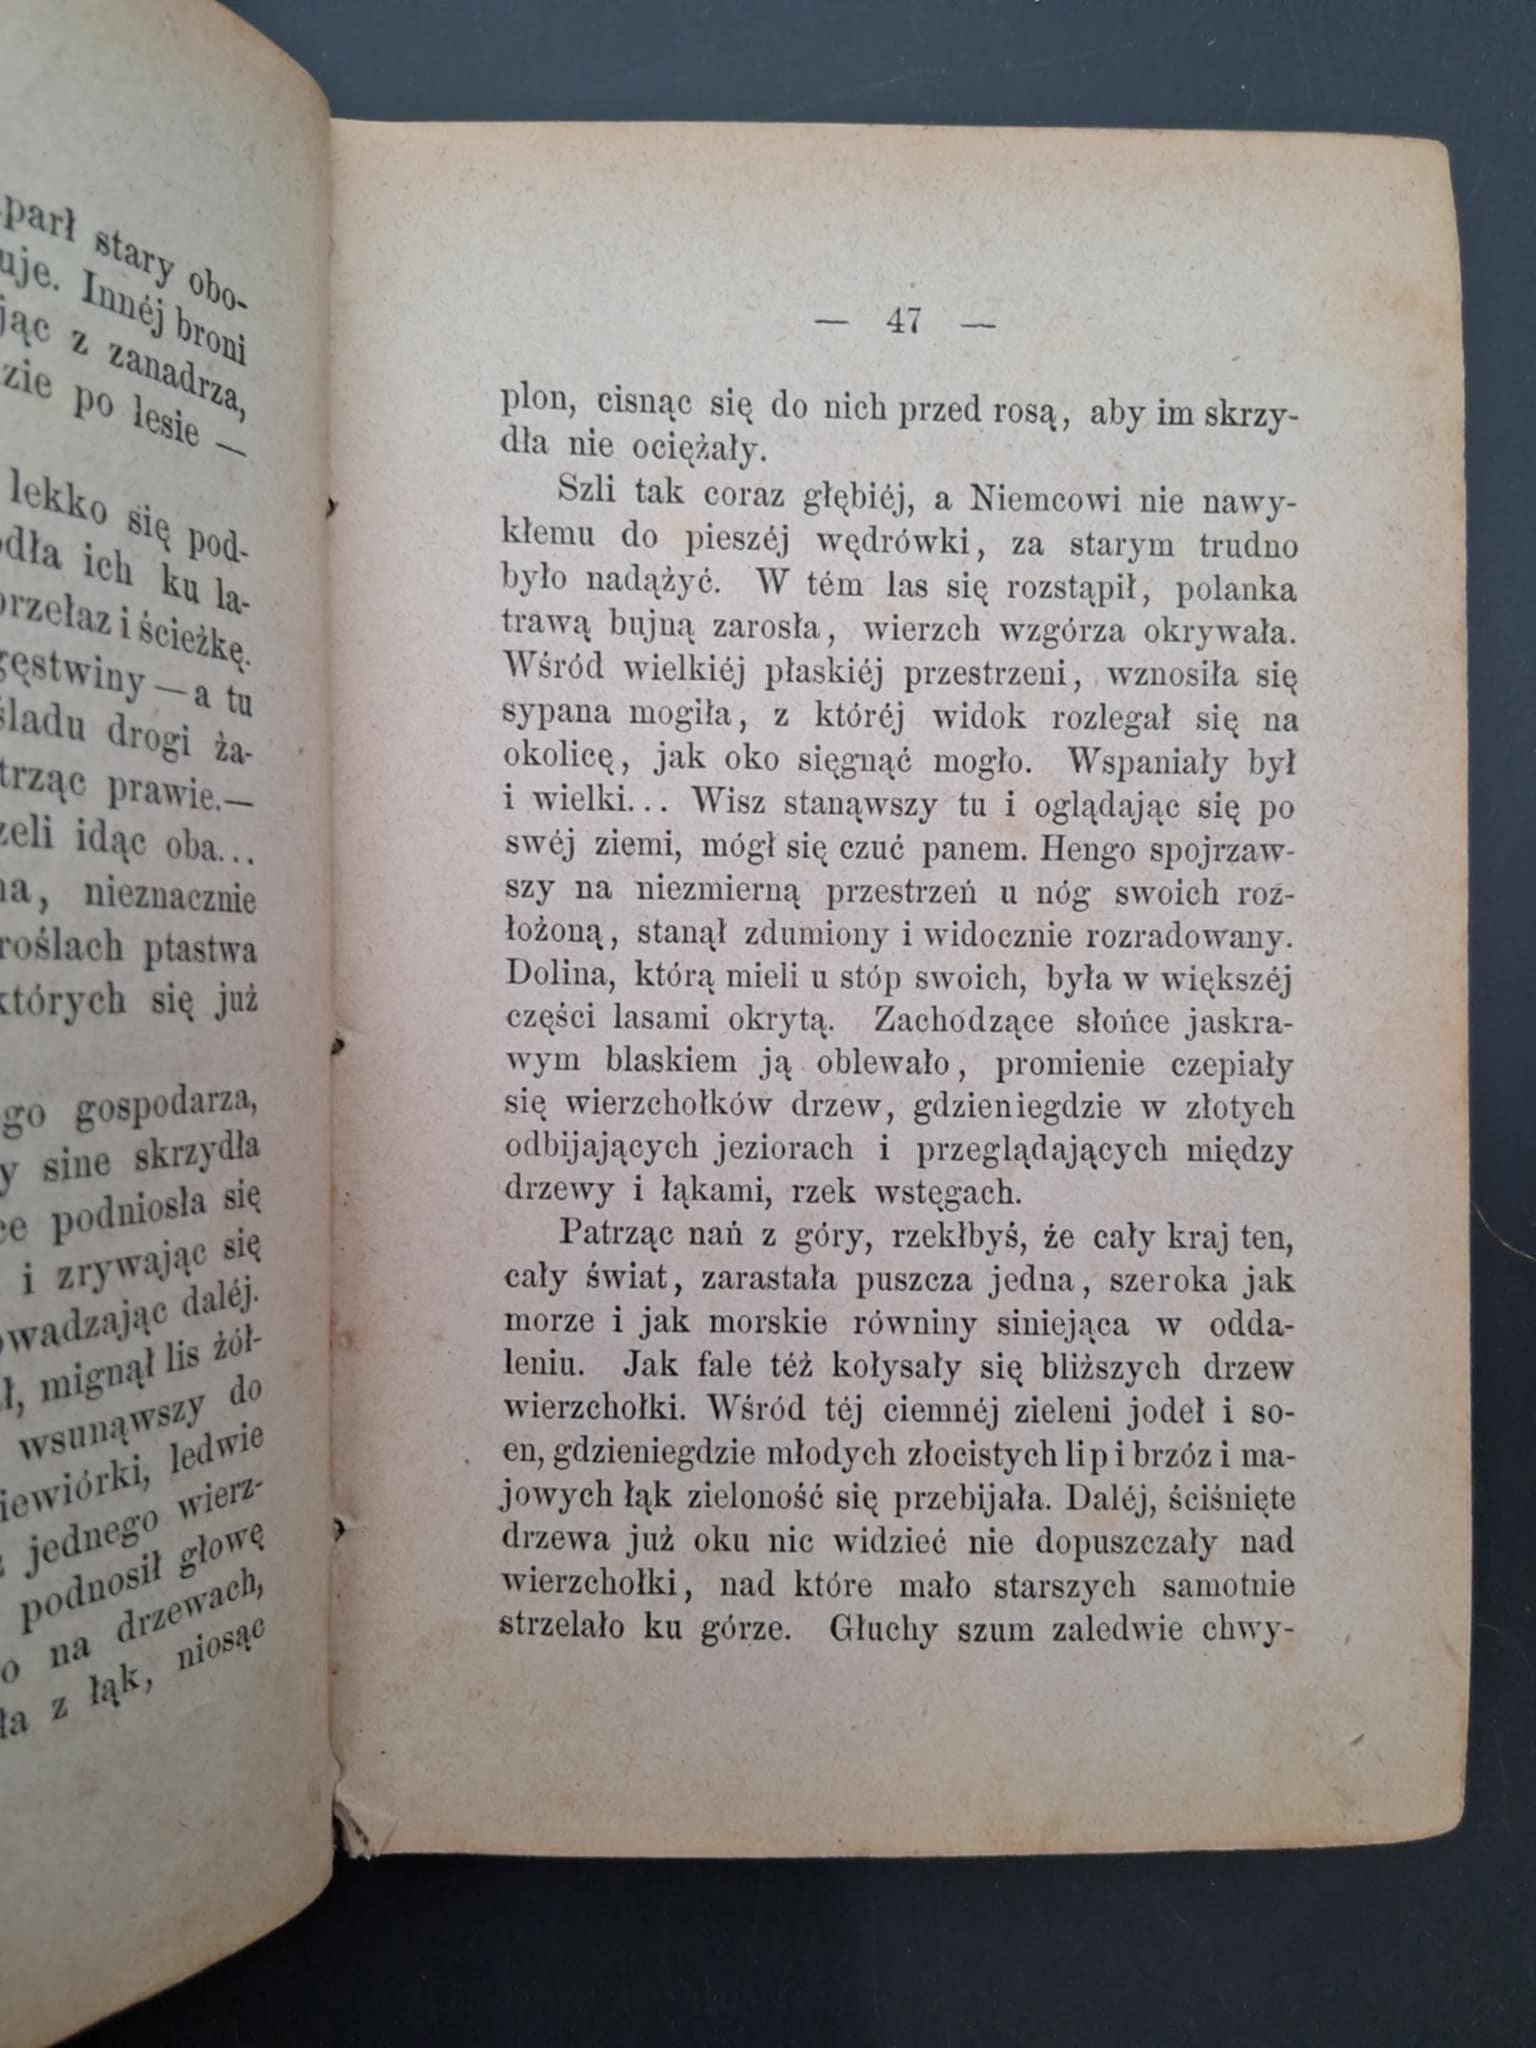 parł stary obo-
uje. Innéj broni
jąc z zanadrza,
zie po lesie —
lekko się pod-
dła ich ku la-
przełaz i ścieżkę.
gęstwiny — a tu
śladu drogi ża-
trząc prawie.—
zeli idąc oba...
na, nieznacznie
roślach ptastwa
których się już
go gospodarza,
y sine skrzydła
ce podniosła się
i zrywając się
owadzając daléj.
ł, mignął lis żół-
wsunąwszy do
iewiórki, ledwie
z jednego wierz-
podnosił głowę
o na drzewach,
ła z łąk, niosąc
— 47 —
plon, cisnąc się do nich przed rosą, aby im skrzy-
dła nie ociężały.
Szli tak coraz głębiéj, a Niemcowi nie nawy-
kłemu do pieszéj wędrówki, za starym trudno
było nadążyć. W tém las się rozstąpił, polanka
trawą bujną zarosła, wierzch wzgórza okrywała.
Wśród wielkiéj płaskiéj przestrzeni, wznosiła się
sypana mogiła, z któréj widok rozlegał się na
okolicę, jak oko sięgnąć mogło. Wspaniały był
i wielki... Wisz stanąwszy tu i oglądając się po
swéj ziemi, mógł się czuć panem. Hengo spojrzaw-
szy na niezmierną przestrzeń u nóg swoich roz-
łożoną, stanął zdumiony i widocznie rozradowany.
Dolina, którą mieli u stóp swoich, była w większéj
części lasami okrytą. Zachodzące słońce jaskra-
wym blaskiem ją oblewało, promienie czepiały
się wierzchołków drzew, gdzieniegdzie w złotych
odbijających jeziorach i przeglądających między
drzewy i łąkami, rzek wstęgach.
Patrząc nań z góry, rzekłbyś, że cały kraj ten,
cały świat, zarastała puszcza jedna, szeroka jak
morze i jak morskie równiny siniejąca w odda-
leniu. Jak fale téż kołysały się bliższych drzew
wierzchołki. Wśród téj ciemnéj zieleni jodeł i so-
en, gdzieniegdzie młodych złocistych lip i brzóz i ma-
jowych łąk zieloność się przebijała. Daléj, ściśnięte
drzewa już oku nic widzieć nie dopuszczały nad
wierzchołki, nad które mało starszych samotnie
strzelało ku górze. Głuchy szum zaledwie chwy-